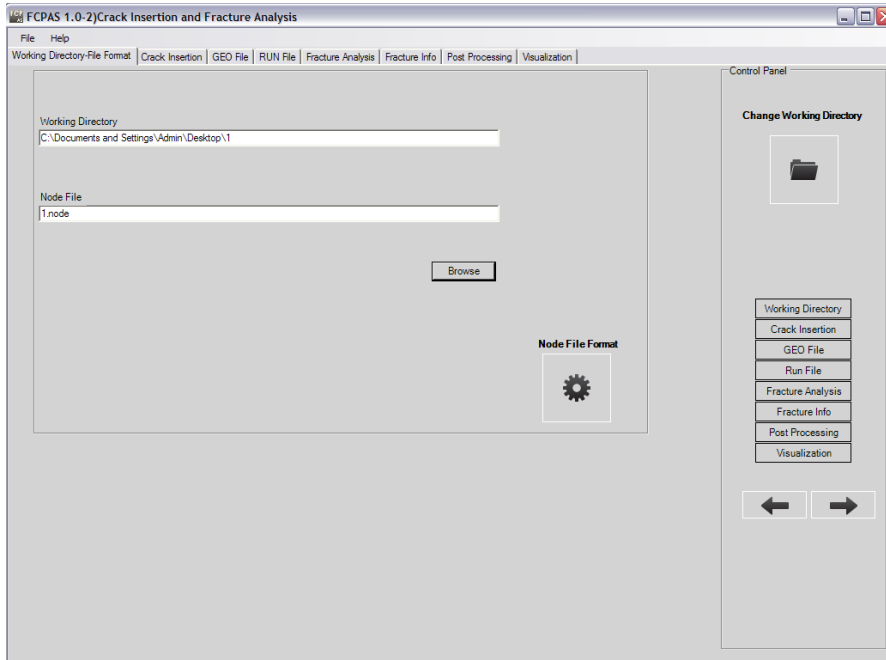 FCPAS 1.0-2)Crack Insertion and Fracture Analysis
File Help
Working Directory-File Format Crack Insertion GEO File RUN File Fracture Analysis Fracture Info Post Processing Visualization
Control Panel
Working Directory
C:\Documents and Settings\Admin\Desktop\1
Node File
1.node
Browse
Node File Format
Change Working Directory
Working Directory
Crack Insertion
GEO File
Run File
Fracture Analysis
Fracture Info
Post Processing
Visualization